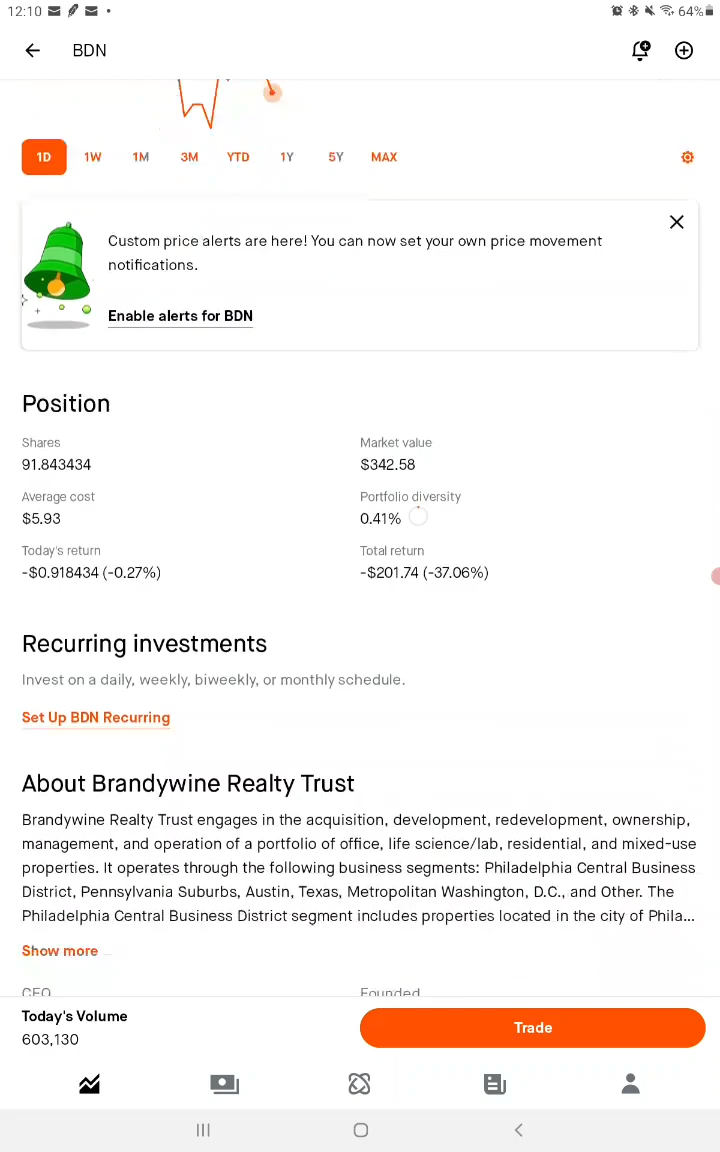 12:10
64%
BDN
1D 1W 1M 3M YTD 1Y 5Y MAX
Custom price alerts are here! You can now set your own price movement
notifications.
Enable alerts for BDN
Position
Shares
91.843434
Market value
$342.58
Average cost
$5.93
Portfolio diversity
0.41%
Today's return
-$0.918434 (-0.27%)
Total return
-$201.74 (-37.06%)
Recurring investments
Invest on a daily, weekly, biweekly, or monthly schedule.
Set Up BDN Recurring
About Brandywine Realty Trust
Brandywine Realty Trust engages in the acquisition, development, redevelopment, ownership,
management, and operation of a portfolio of office, life science/lab, residential, and mixed-use
properties. It operates through the following business segments: Philadelphia Central Business
District, Pennsylvania Suburbs, Austin, Texas, Metropolitan Washington, D.C., and Other. The
Philadelphia Central Business District segment includes properties located in the city of Phila...
Show more
CEO
Founded
Today's Volume
603,130
Trade